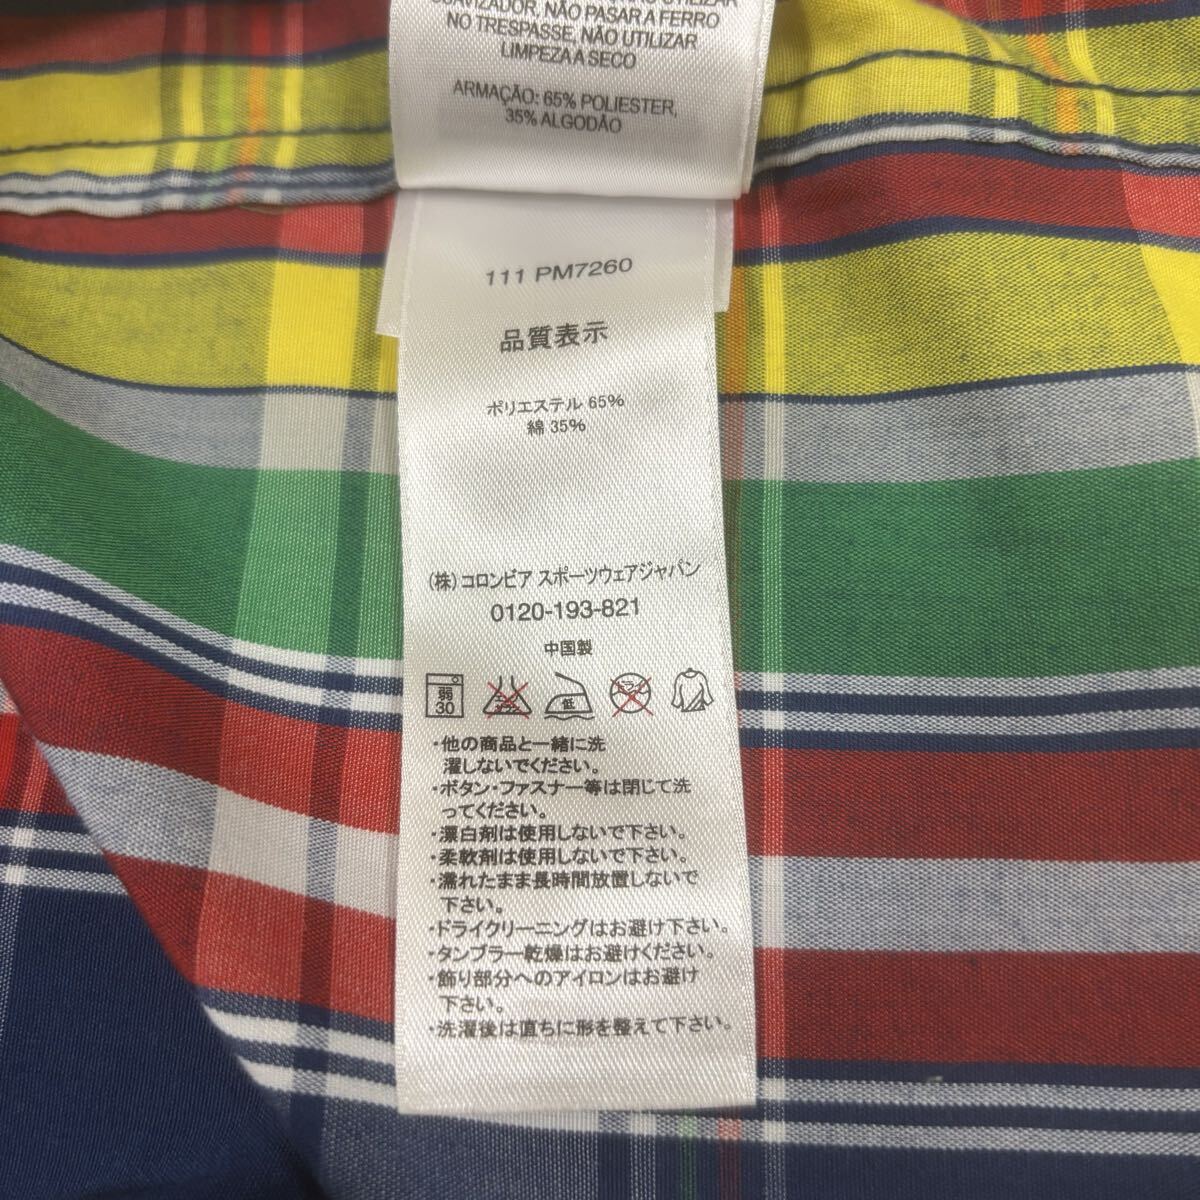 NÃO PASAR A FERRO
NO TRESPASSE, NÃO UTILIZAR
LIMPEZA A SECO
ARMAÇÃO: 65% POLIESTER,
35% ALGODÃO
111 PM7260
品質表示
ポリエステル 65%
綿 35%
(株)コロンビア スポーツウェアジャパン
0120-193-821
中国製
弱
30
低
・他の商品と一緒に洗
濯しないでください。
・ボタン・ファスナー等は閉じて洗
ってください。
・漂白剤は使用しないで下さい。
・柔軟剤は使用しないで下さい。
・濡れたまま長時間放置しないで
下さい。
・ドライクリーニングはお避け下さい。
・タンブラー乾燥はお避けください。
・飾り部分へのアイロンはお避け
下さい。
・洗濯後は直ちに形を整えて下さい。